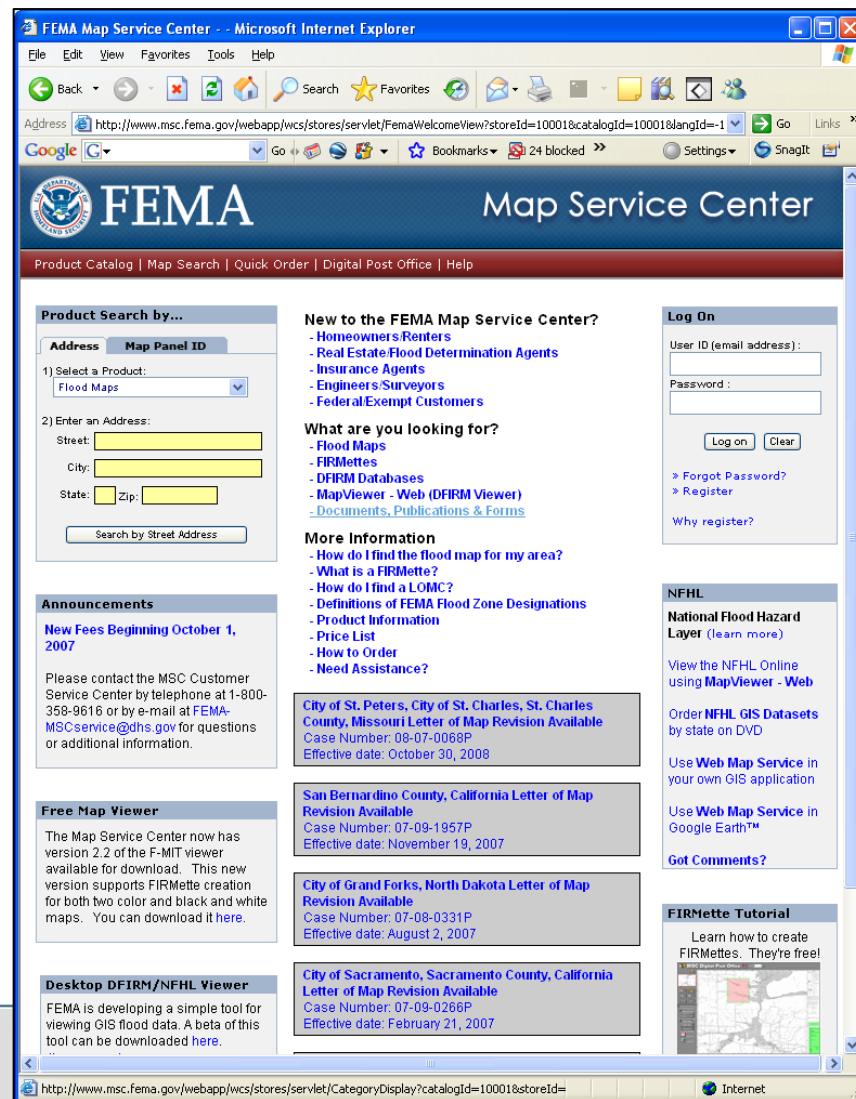 FEMA Map Service Center - - Microsoft Internet Explorer
File Edit View Favorites Tools Help
Back Search Favorites
Address http://www.msc.fema.gov/webapp/wcs/stores/servlet/FemaWelcomeView?storeId=10001&catalogId=10001&langId=-1 Go Links »
Google G Go Bookmarks 24 blocked » Settings SnagIt
FEMA Map Service Center
Product Catalog | Map Search | Quick Order | Digital Post Office | Help
Product Search by...
Address Map Panel ID
1) Select a Product:
Flood Maps
2) Enter an Address:
Street:
City:
State: Zip:
Search by Street Address
Announcements
New Fees Beginning October 1,
2007
Please contact the MSC Customer
Service Center by telephone at 1-800-
358-9616 or by e-mail at FEMA-
MSCservice@dhs.gov for questions
or additional information.
Free Map Viewer
The Map Service Center now has
version 2.2 of the F-MIT viewer
available for download. This new
version supports FIRMette creation
for both two color and black and white
maps. You can download it here.
Desktop DFIRM/NFHL Viewer
FEMA is developing a simple tool for
viewing GIS flood data. A beta of this
tool can be downloaded here.
New to the FEMA Map Service Center?
- Homeowners/Renters
- Real Estate/Flood Determination Agents
- Insurance Agents
- Engineers/Surveyors
- Federal/Exempt Customers
What are you looking for?
- Flood Maps
- FIRMettes
- DFIRM Databases
- MapViewer - Web (DFIRM Viewer)
- Documents, Publications & Forms
More Information
- How do I find the flood map for my area?
- What is a FIRMette?
- How do I find a LOMC?
- Definitions of FEMA Flood Zone Designations
- Product Information
- Price List
- How to Order
- Need Assistance?
City of St. Peters, City of St. Charles, St. Charles
County, Missouri Letter of Map Revision Available
Case Number: 08-07-0068P
Effective date: October 30, 2008
San Bernardino County, California Letter of Map
Revision Available
Case Number: 07-09-1957P
Effective date: November 19, 2007
City of Grand Forks, North Dakota Letter of Map
Revision Available
Case Number: 07-08-0331P
Effective date: August 2, 2007
City of Sacramento, Sacramento County, California
Letter of Map Revision Available
Case Number: 07-09-0266P
Effective date: February 21, 2007
Log On
User ID (email address) :
Password :
Log on Clear
» Forgot Password?
» Register
Why register?
NFHL
National Flood Hazard
Layer (learn more)
View the NFHL Online
using MapViewer - Web
Order NFHL GIS Datasets
by state on DVD
Use Web Map Service in
your own GIS application
Use Web Map Service in
Google Earth™
Got Comments?
FIRMette Tutorial
Learn how to create
FIRMettes. They're free!
http://www.msc.fema.gov/webapp/wcs/stores/servlet/CategoryDisplay?catalogId=10001&storeId= Internet